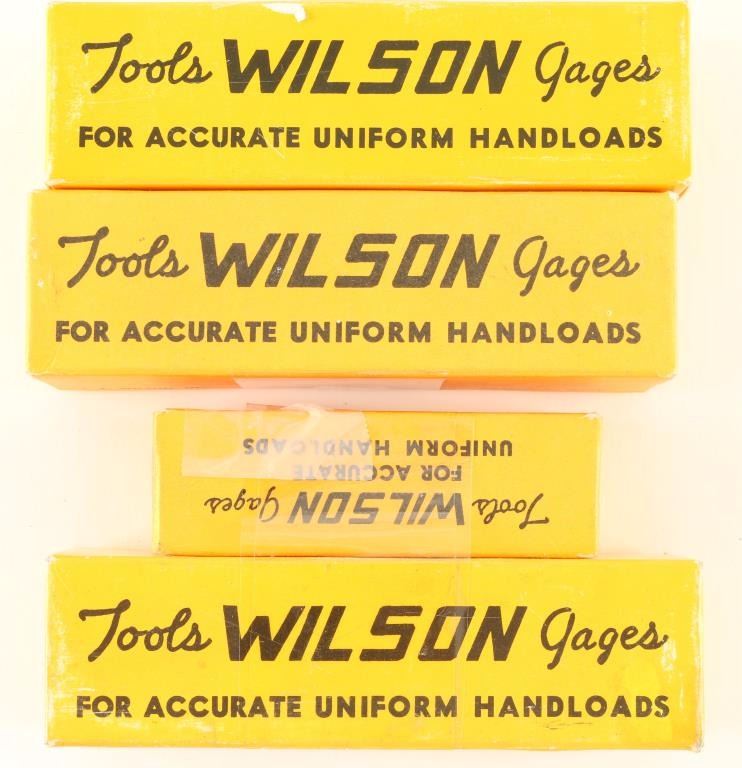 Tools WILSON Gages
FOR ACCURATE UNIFORM HANDLOADS
Tools WILSON Gages
FOR ACCURATE UNIFORM HANDLOADS
Tools WILSON Gages
FOR ACCURATE
UNIFORM HANDLOADS
Tools WILSON Gages
FOR ACCURATE UNIFORM HANDLOADS